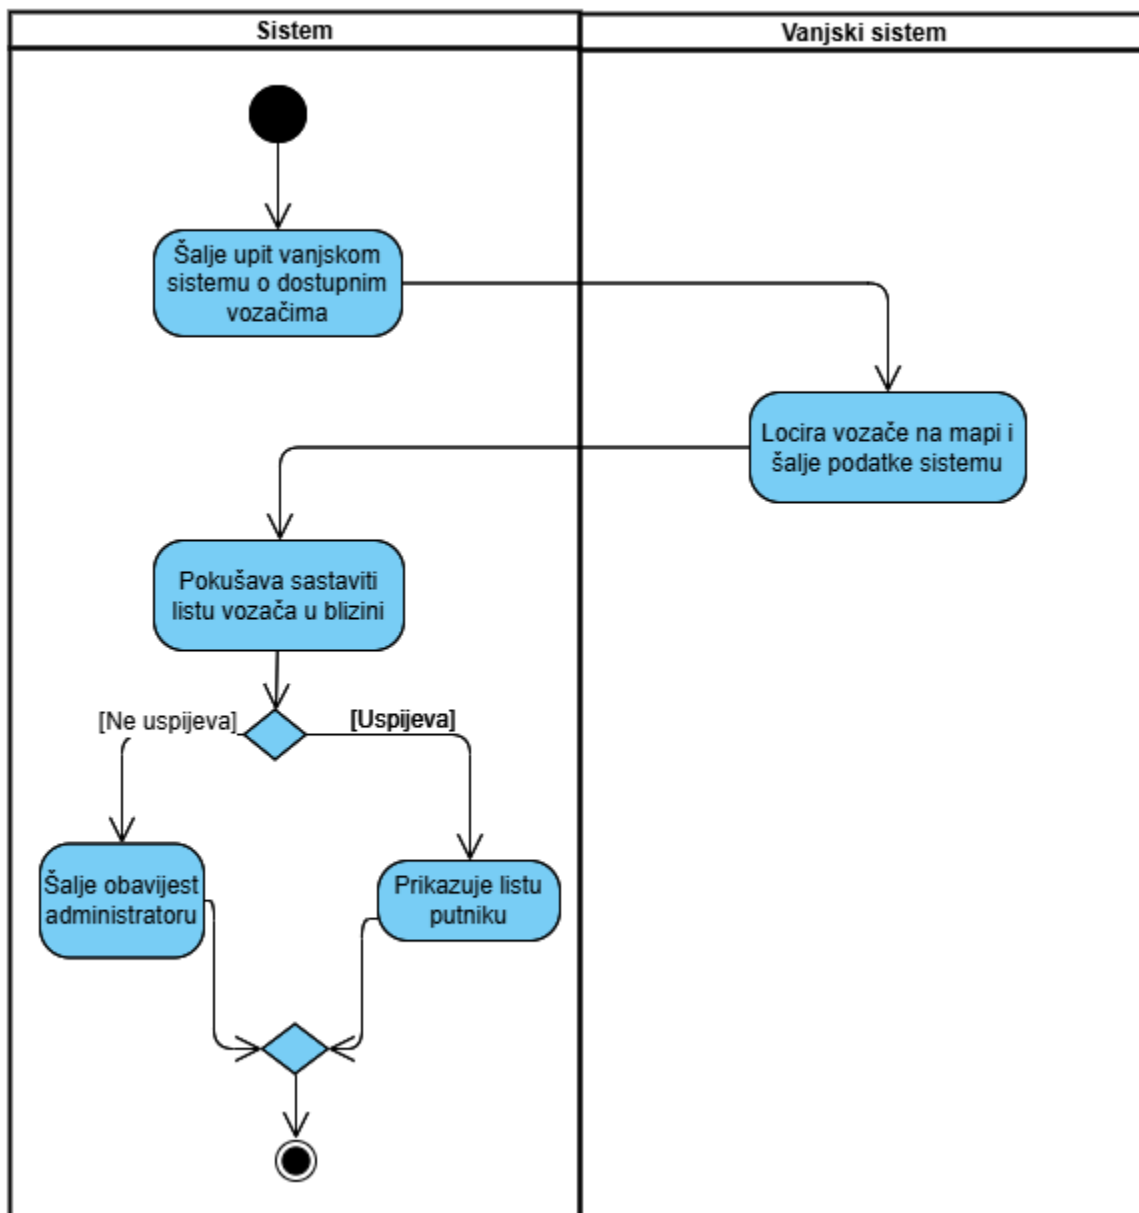 Sistem
Vanjski sistem
Šalje upit vanjskom
sistemu o dostupnim
vozačima
Locira vozače na mapi i
šalje podatke sistemu
Pokušava sastaviti
listu vozača u blizini
[Ne uspijeva]
[Uspijeva]
Šalje obavijest
administratoru
Prikazuje listu
putniku